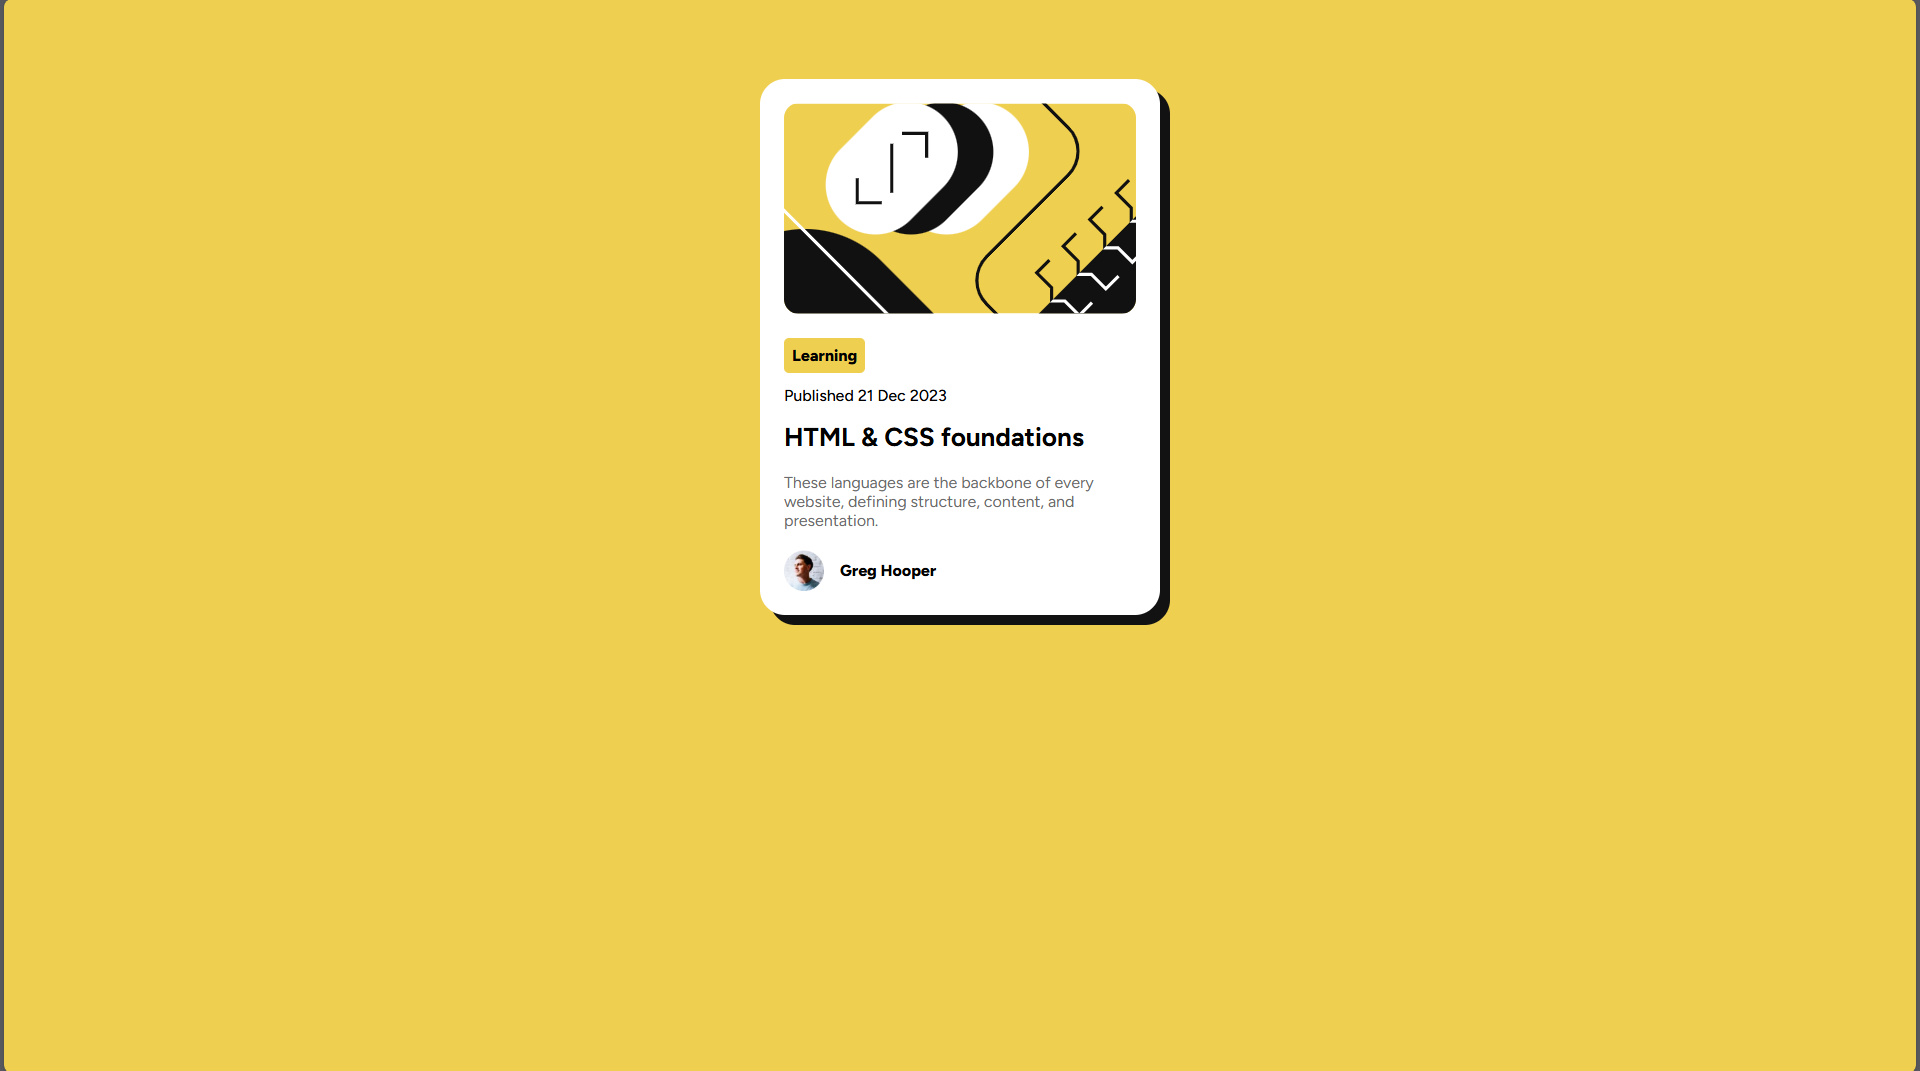 Learning
Published 21 Dec 2023
HTML & CSS foundations
These languages are the backbone of every
website, defining structure, content, and
presentation.
Greg Hooper